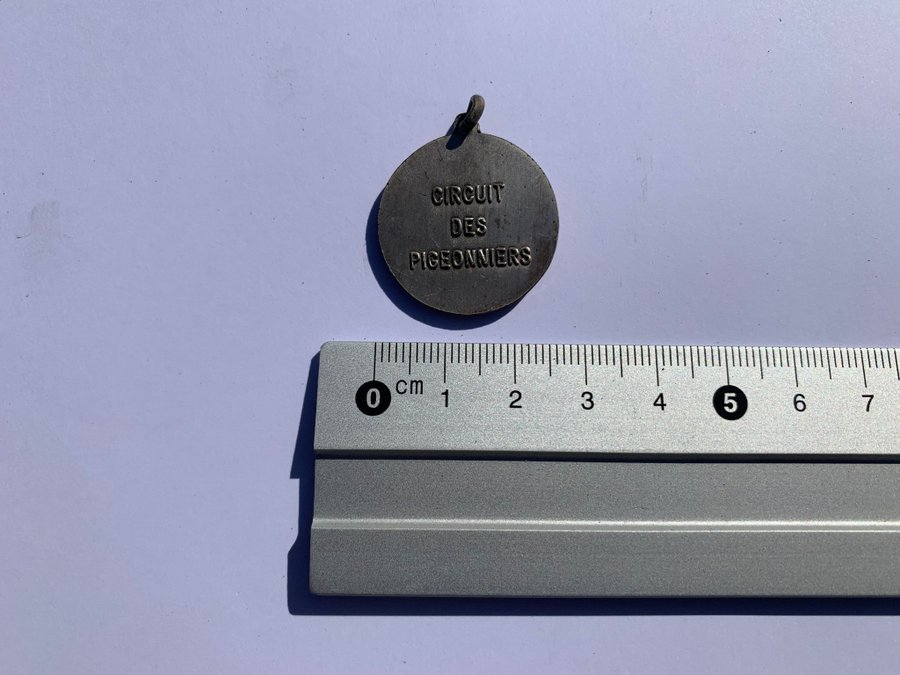 CIRCUIT
DES
PIGEONNIERS
0 cm 1 2 3 4 5 6 7